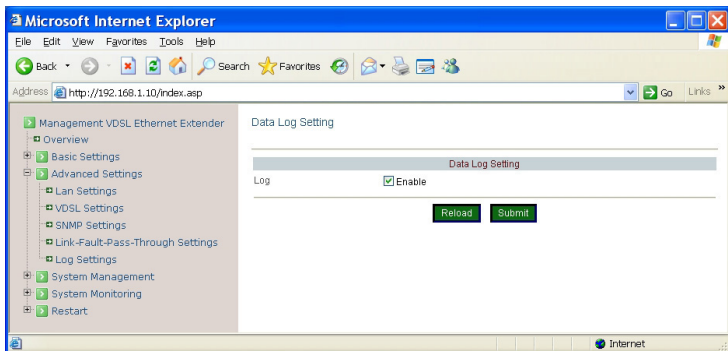 Microsoft Internet Explorer
File Edit View Favorites Tools Help
Back Search Favorites
Address http://192.168.1.10/index.asp Go Links »
Management VDSL Ethernet Extender
Overview
Basic Settings
Advanced Settings
Lan Settings
VDSL Settings
SNMP Settings
Link-Fault-Pass-Through Settings
Log Settings
System Management
System Monitoring
Restart
Data Log Setting
Data Log Setting
Log Enable
Reload Submit
Internet